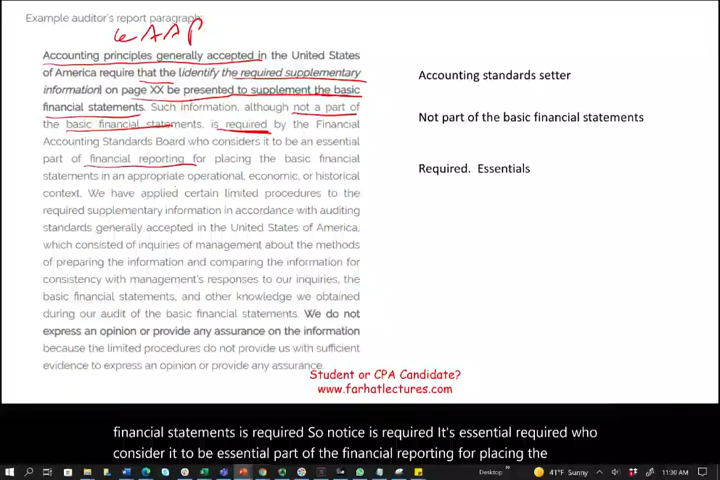 Example auditor's report paragraph:
GAAP
Accounting principles generally accepted in the United States
of America require that the [identify the required supplementary
information] on page XX be presented to supplement the basic
financial statements. Such information, although not a part of
the basic financial statements, is required by the Financial
Accounting Standards Board who considers it to be an essential
part of financial reporting for placing the basic financial
statements in an appropriate operational, economic, or historical
context. We have applied certain limited procedures to the
required supplementary information in accordance with auditing
standards generally accepted in the United States of America,
which consisted of inquiries of management about the methods
of preparing the information and comparing the information for
consistency with management's responses to our inquiries, the
basic financial statements, and other knowledge we obtained
during our audit of the basic financial statements. We do not
express an opinion or provide any assurance on the information
because the limited procedures do not provide us with sufficient
evidence to express an opinion or provide any assurance.
Accounting standards setter
Not part of the basic financial statements
Required. Essentials
Student or CPA Candidate?
www.farhatlectures.com
financial statements is required So notice is required It's essential required who
consider it to be essential part of the financial reporting for placing the
Desktop
41°F Sunny
11:30 AM